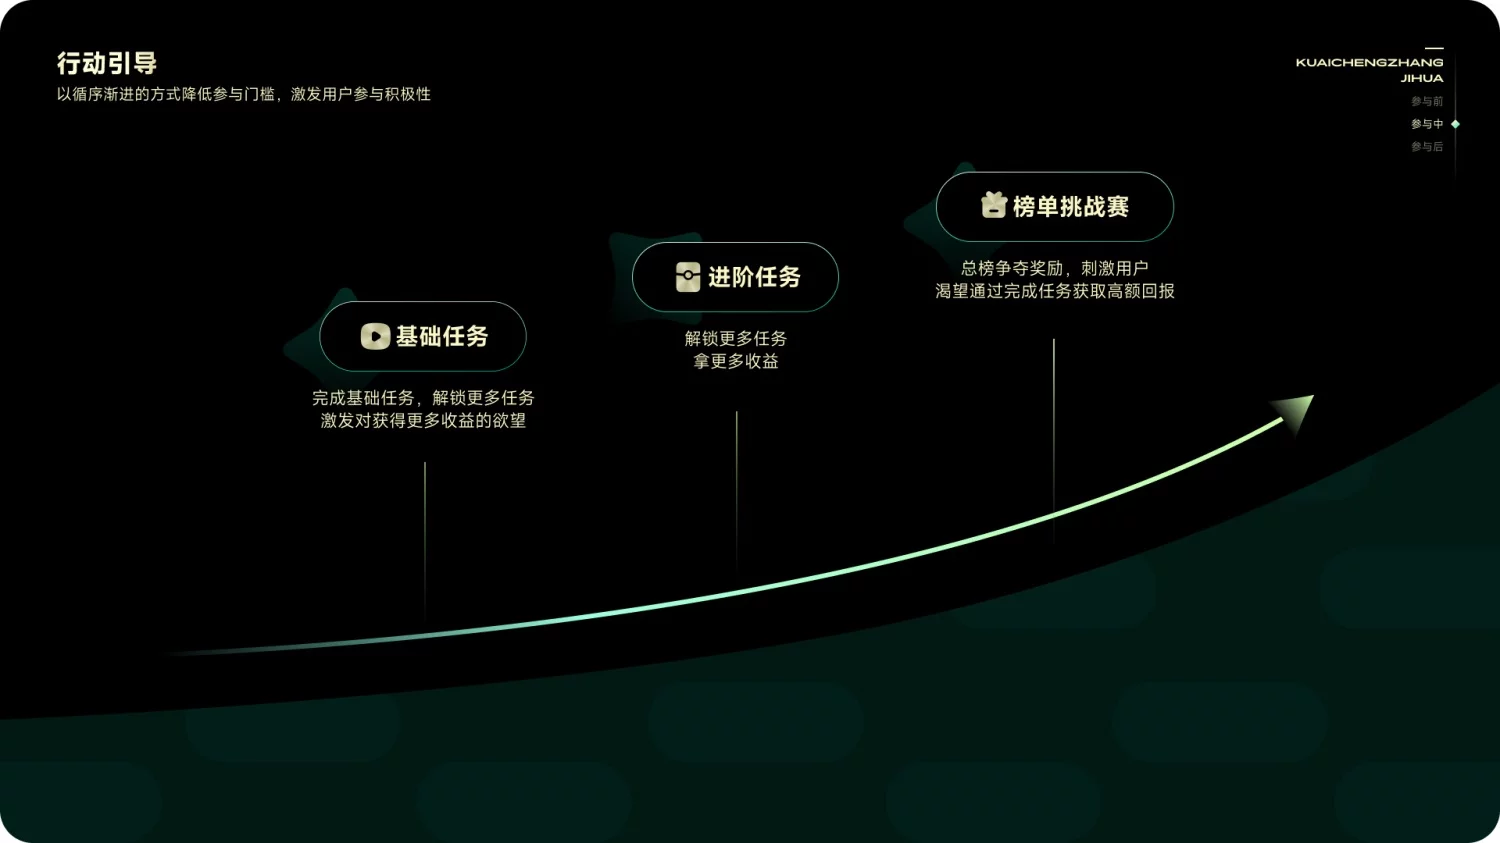 行动引导
以循序渐进的方式降低参与门槛，激发用户参与积极性
KUAICHENGZHANG
JIHUA
参与前
参与中
参与后
基础任务
完成基础任务，解锁更多任务
激发对获得更多收益的欲望
进阶任务
解锁更多任务
拿更多收益
榜单挑战赛
总榜争夺奖励，刺激用户
渴望通过完成任务获取高额回报